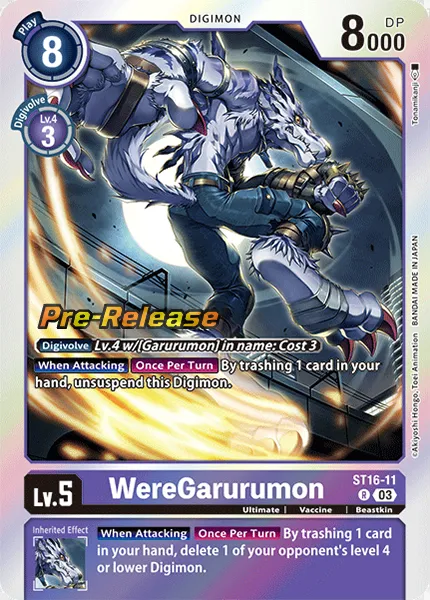 Play
8
DIGIMON
DP
8000
Digivolve
Lv.4
3
Tonamikanji
©Akiyoshi Hongo, Toei Animation BANDAI MADE IN JAPAN
Pre-Release
Digivolve Lv.4 w/[Garurumon] in name: Cost 3
When Attacking Once Per Turn By trashing 1 card in your
hand, unsuspend this Digimon.
Lv.5
WereGarurumon
ST16-11
R 03
Ultimate | Vaccine | Beastkin
Inherited Effect
When Attacking Once Per Turn By trashing 1 card
in your hand, delete 1 of your opponent's level 4
or lower Digimon.